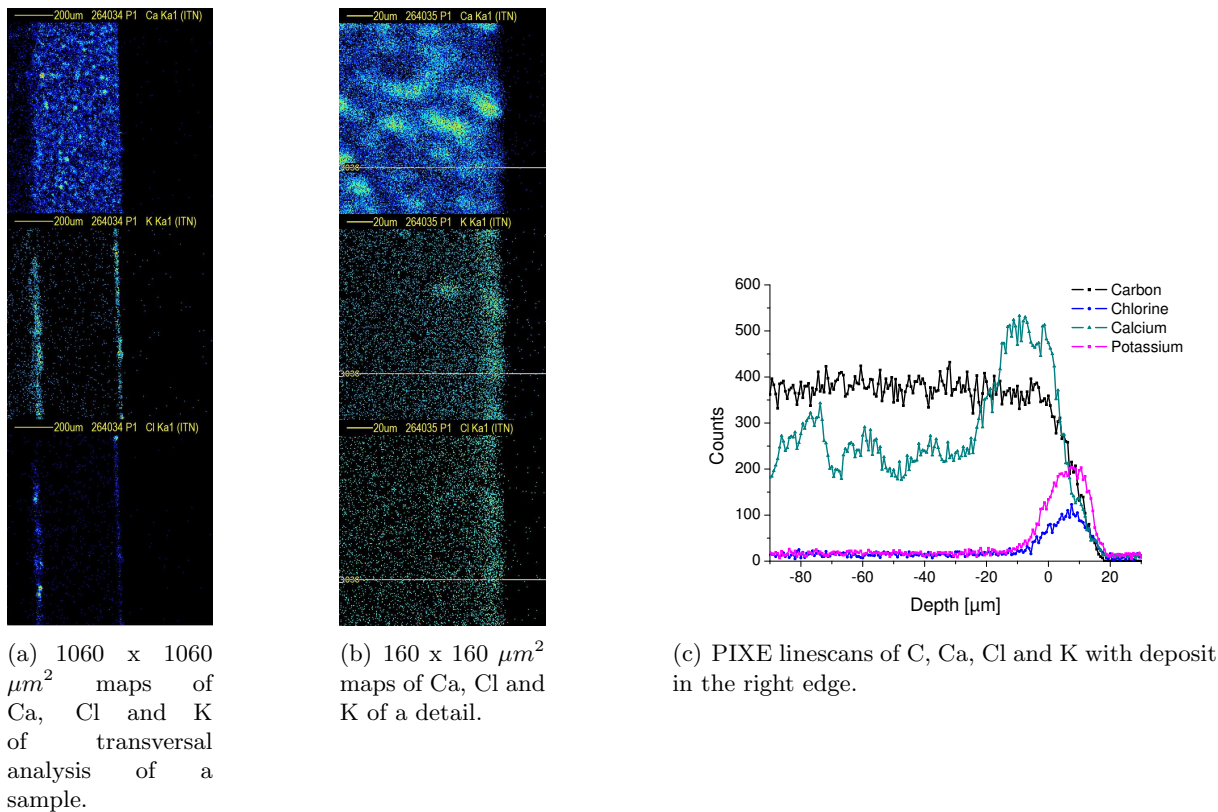 200um 264034 P1 Ca Ka1 (ITN)
200um 264034 P1 K Ka1 (ITN)
200um 264034 P1 Cl Ka1 (ITN)
(a) 1060 x 1060
μm² maps of
Ca, Cl and K
of transversal
analysis of a
sample.
20um 264035 P1 Ca Ka1 (ITN)
20um 264035 P1 K Ka1 (ITN)
20um 264035 P1 Cl Ka1 (ITN)
(b) 160 x 160 μm²
maps of Ca, Cl and
K of a detail.
600
500
400
300
200
100
0
Counts
Carbon
Chlorine
Calcium
Potassium
-80 -60 -40 -20 0 20
Depth [µm]
(c) PIXE linescans of C, Ca, Cl and K with deposit
in the right edge.